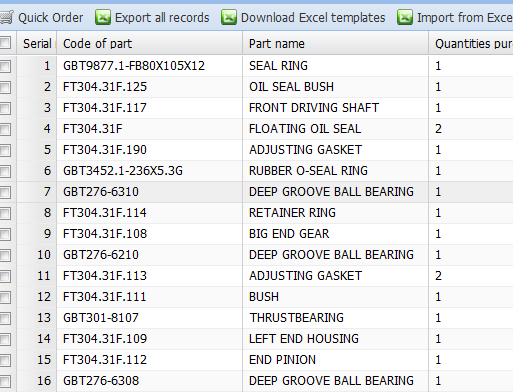 Quick Order Export all records Download Excel templates Import from Exce
Serial Code of part Part name Quantities pur
1 GBT9877.1-FB80X105X12 SEAL RING 1
2 FT304.31F.125 OIL SEAL BUSH 1
3 FT304.31F.117 FRONT DRIVING SHAFT 1
4 FT304.31F FLOATING OIL SEAL 2
5 FT304.31F.190 ADJUSTING GASKET 1
6 GBT3452.1-236X5.3G RUBBER O-SEAL RING 1
7 GBT276-6310 DEEP GROOVE BALL BEARING 1
8 FT304.31F.114 RETAINER RING 1
9 FT304.31F.108 BIG END GEAR 1
10 GBT276-6210 DEEP GROOVE BALL BEARING 1
11 FT304.31F.113 ADJUSTING GASKET 2
12 FT304.31F.111 BUSH 1
13 GBT301-8107 THRUSTBEARING 1
14 FT304.31F.109 LEFT END HOUSING 1
15 FT304.31F.112 END PINION 1
16 GBT276-6308 DEEP GROOVE BALL BEARING 1